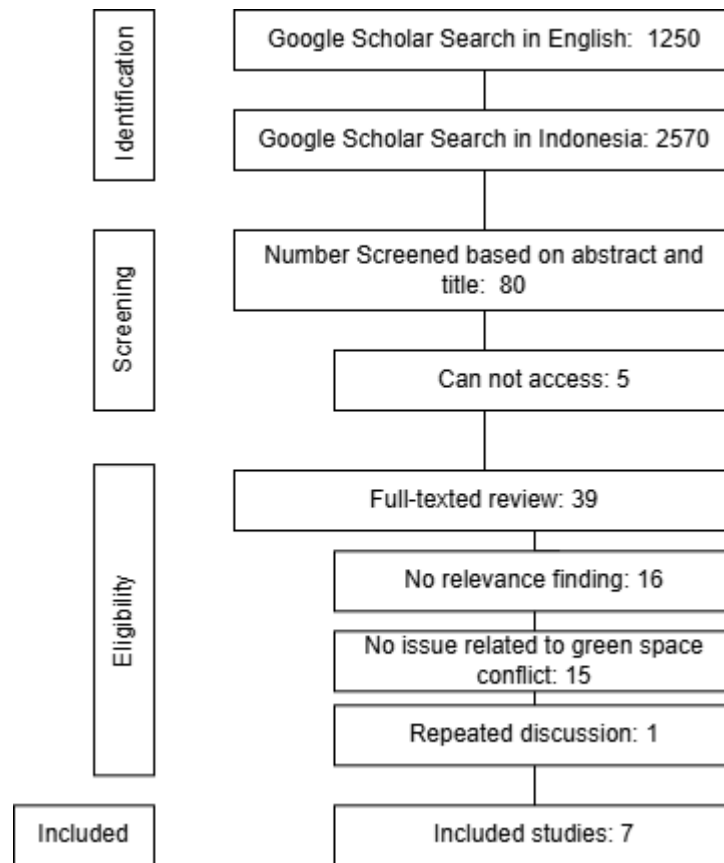 Identification
Google Scholar Search in English: 1250
Google Scholar Search in Indonesia: 2570
Screening
Number Screened based on abstract and
title: 80
Can not access: 5
Eligibility
Full-texted review: 39
No relevance finding: 16
No issue related to green space
conflict: 15
Repeated discussion: 1
Included
Included studies: 7